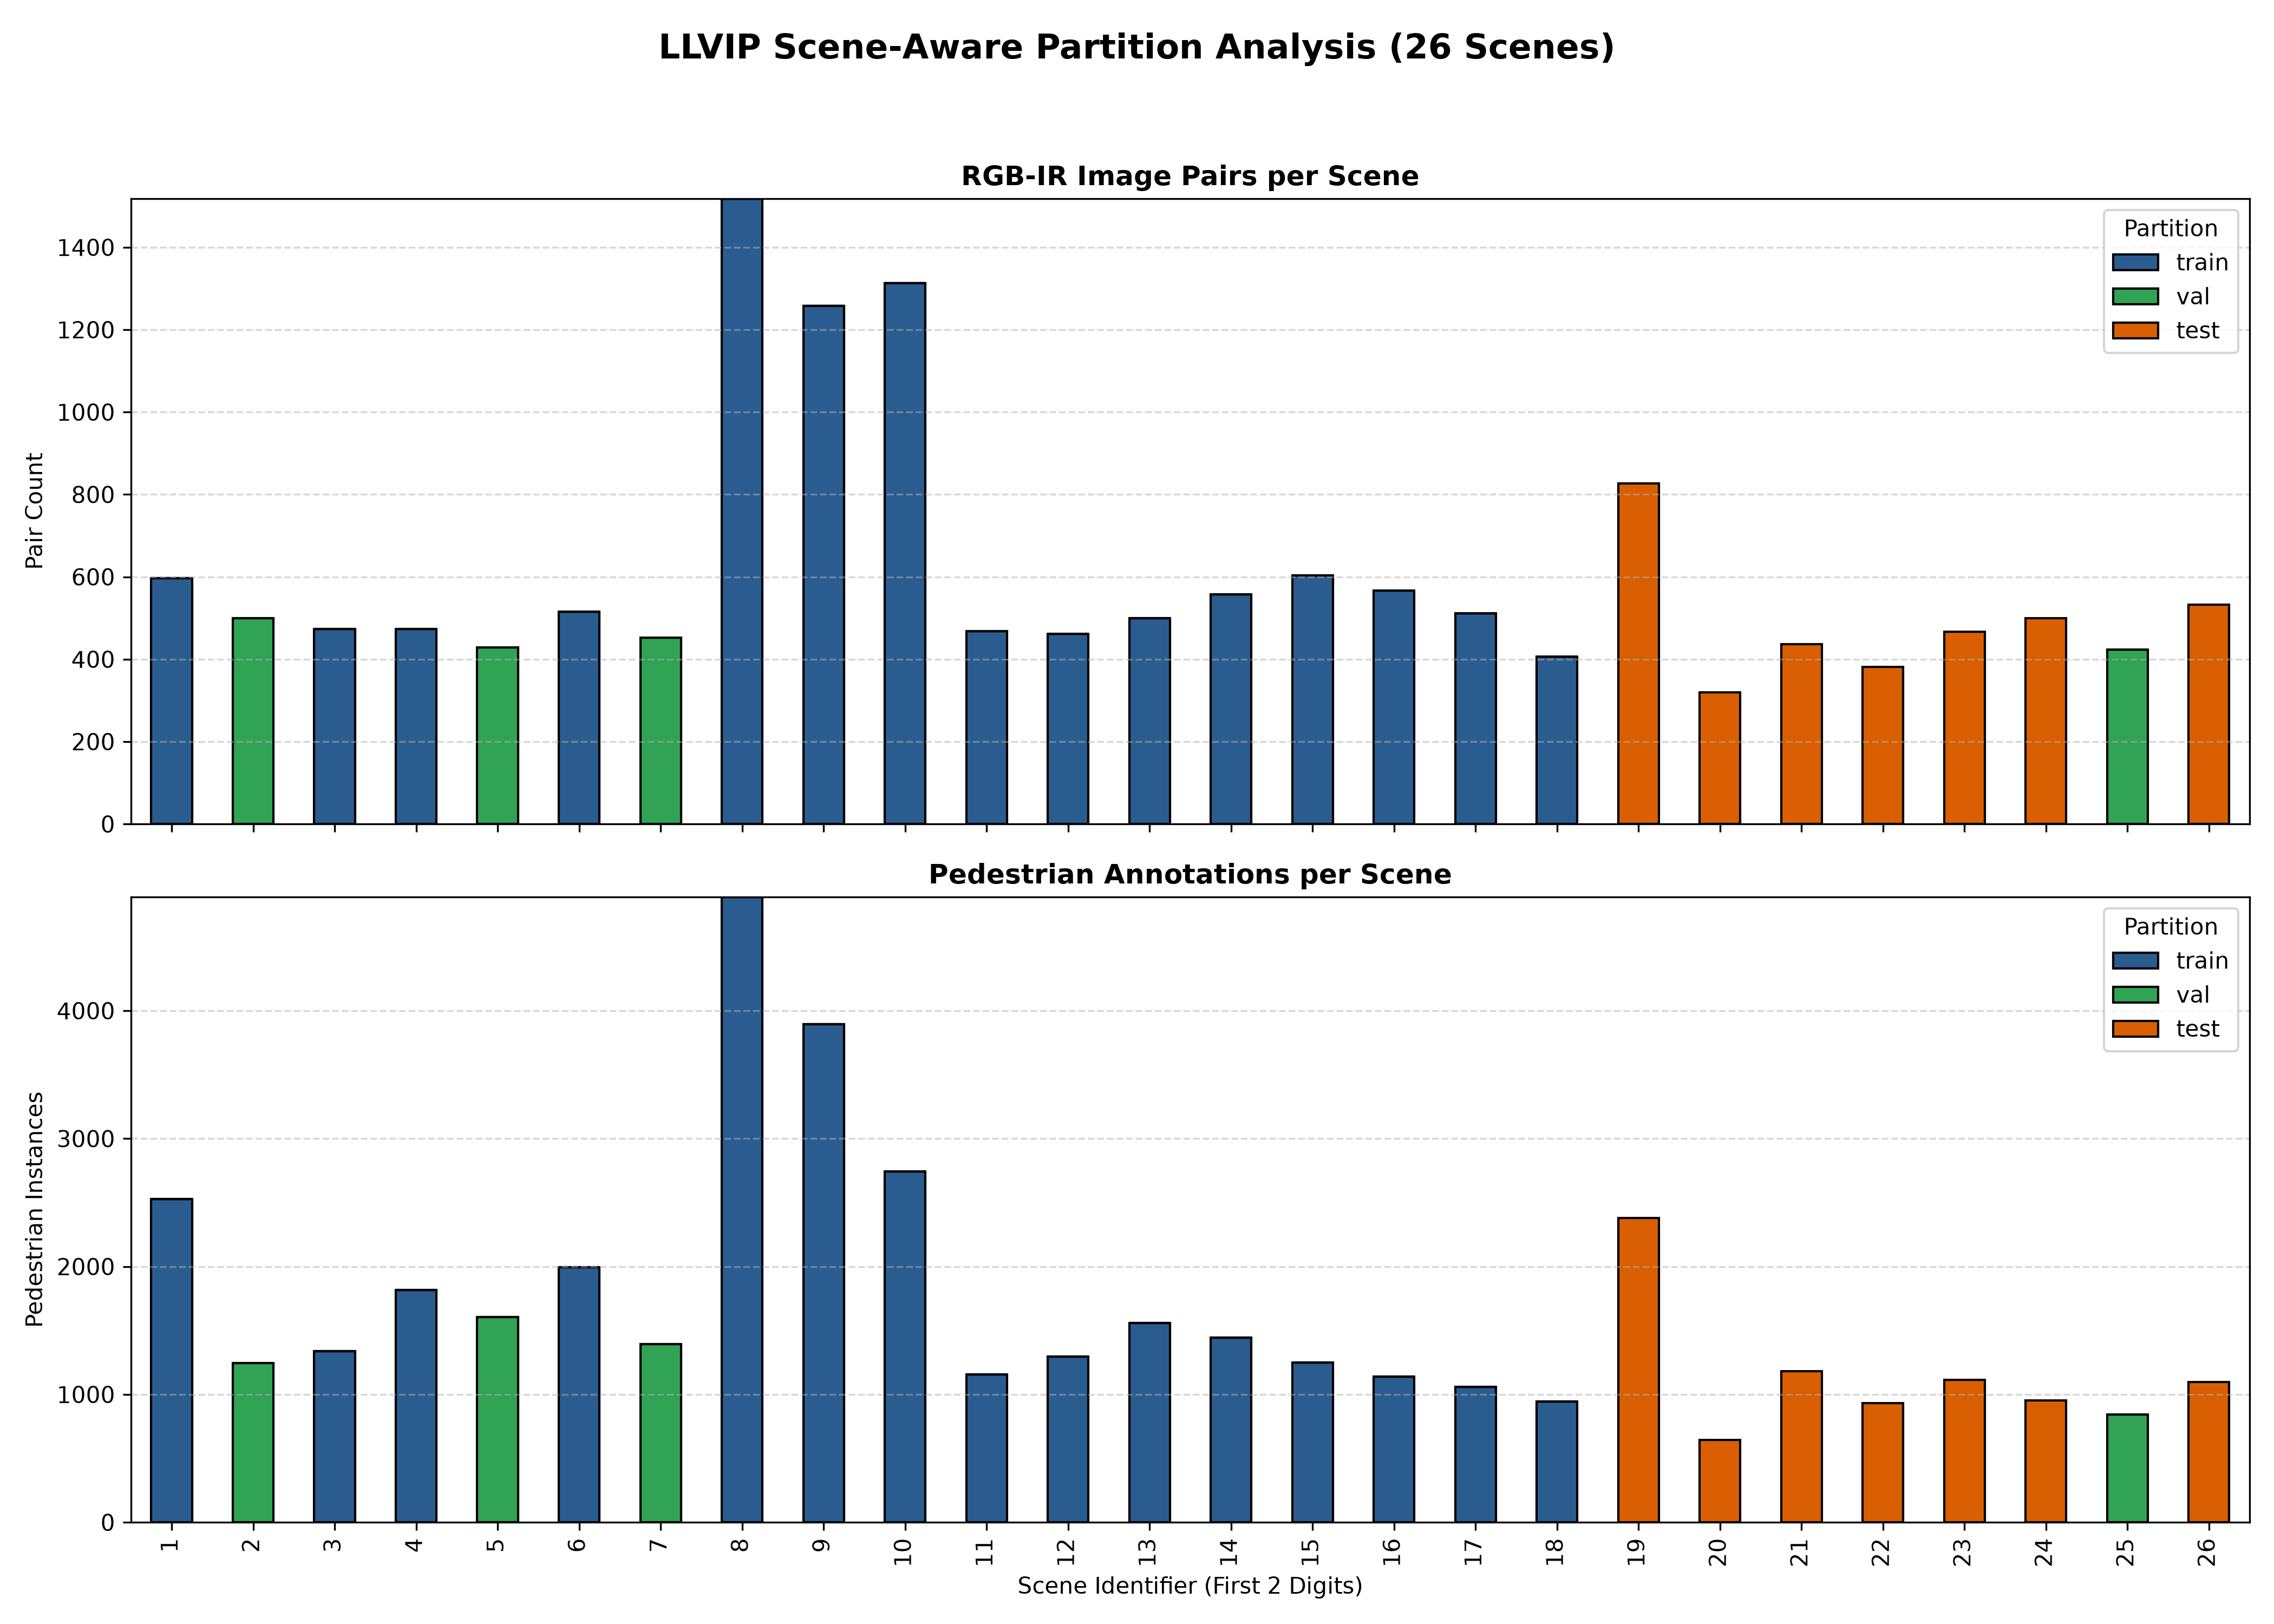 LLVIP Scene-Aware Partition Analysis (26 Scenes)
RGB-IR Image Pairs per Scene
Pair Count
1400
1200
1000
800
600
400
200
0
Partition
train
val
test
Pedestrian Annotations per Scene
Pedestrian Instances
4000
3000
2000
1000
0
Partition
train
val
test
1 2 3 4 5 6 7 8 9 10 11 12 13 14 15 16 17 18 19 20 21 22 23 24 25 26
Scene Identifier (First 2 Digits)